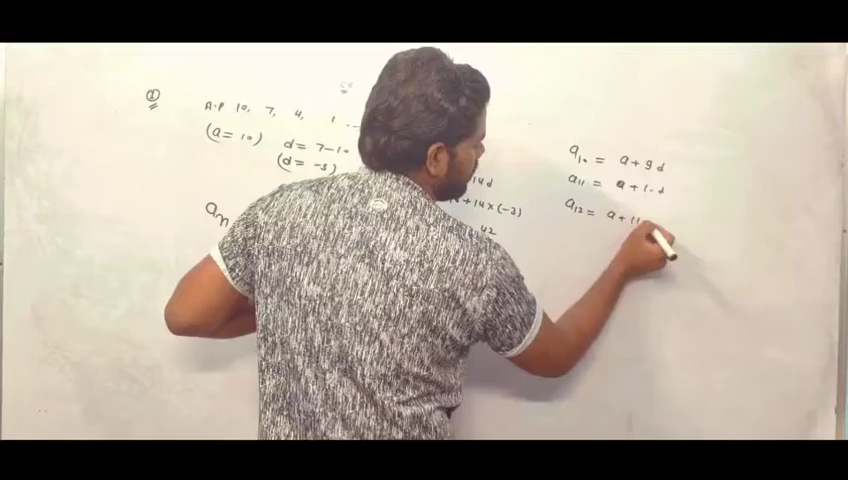 ①
A.P 10, 7, 4, 1 ...
(a = 10)
d = 7-10
(d = -3)
an
14d
+ 14 × (-3)
42
a10 = a + 9d
a11 = a + 10d
a12 = a + 11